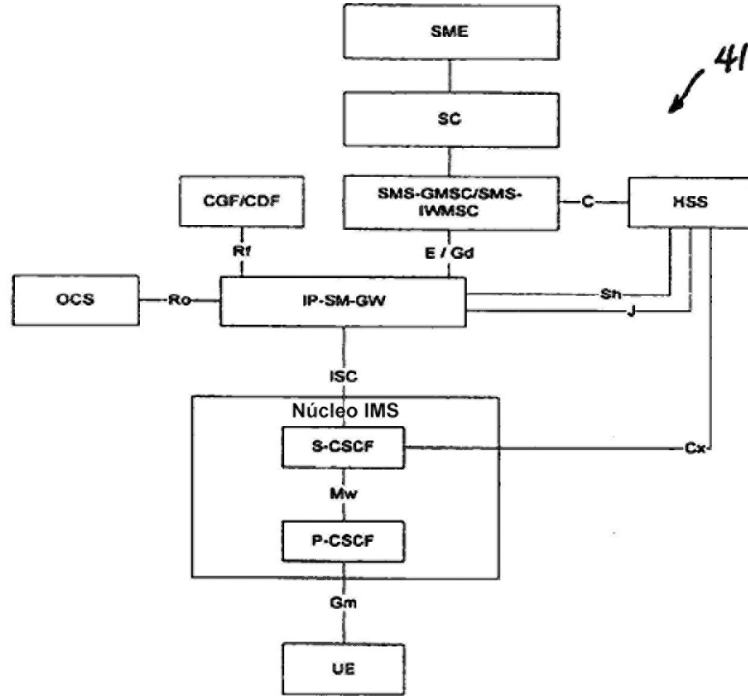 SME
41
SC
CGF/CDF
SMS-GMSC/SMS-
IWMSC
C
HSS
Rf
E / Gd
OCS
Ro
IP-SM-GW
Sh
J
ISC
Núcleo IMS
S-CSCF
Cx
Mw
P-CSCF
Gm
UE